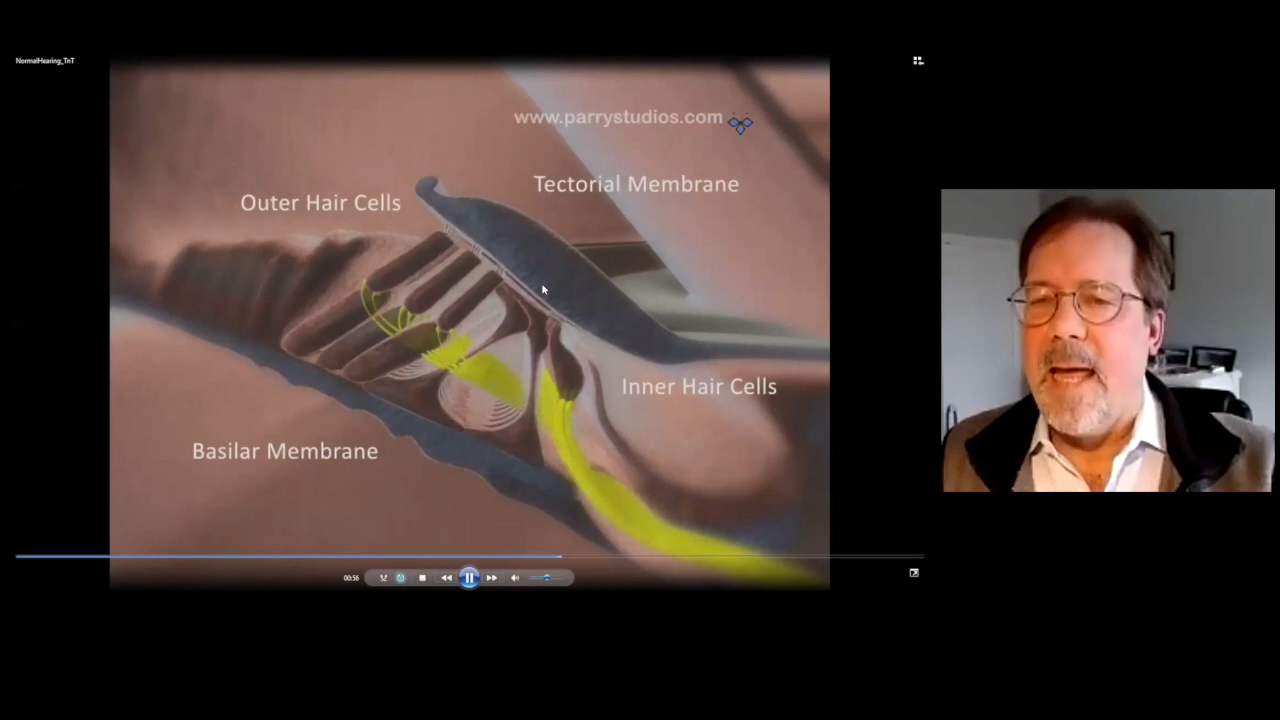 NormalHearing_TnT
www.parrystudios.com
Tectorial Membrane
Outer Hair Cells
Inner Hair Cells
Basilar Membrane
00:56